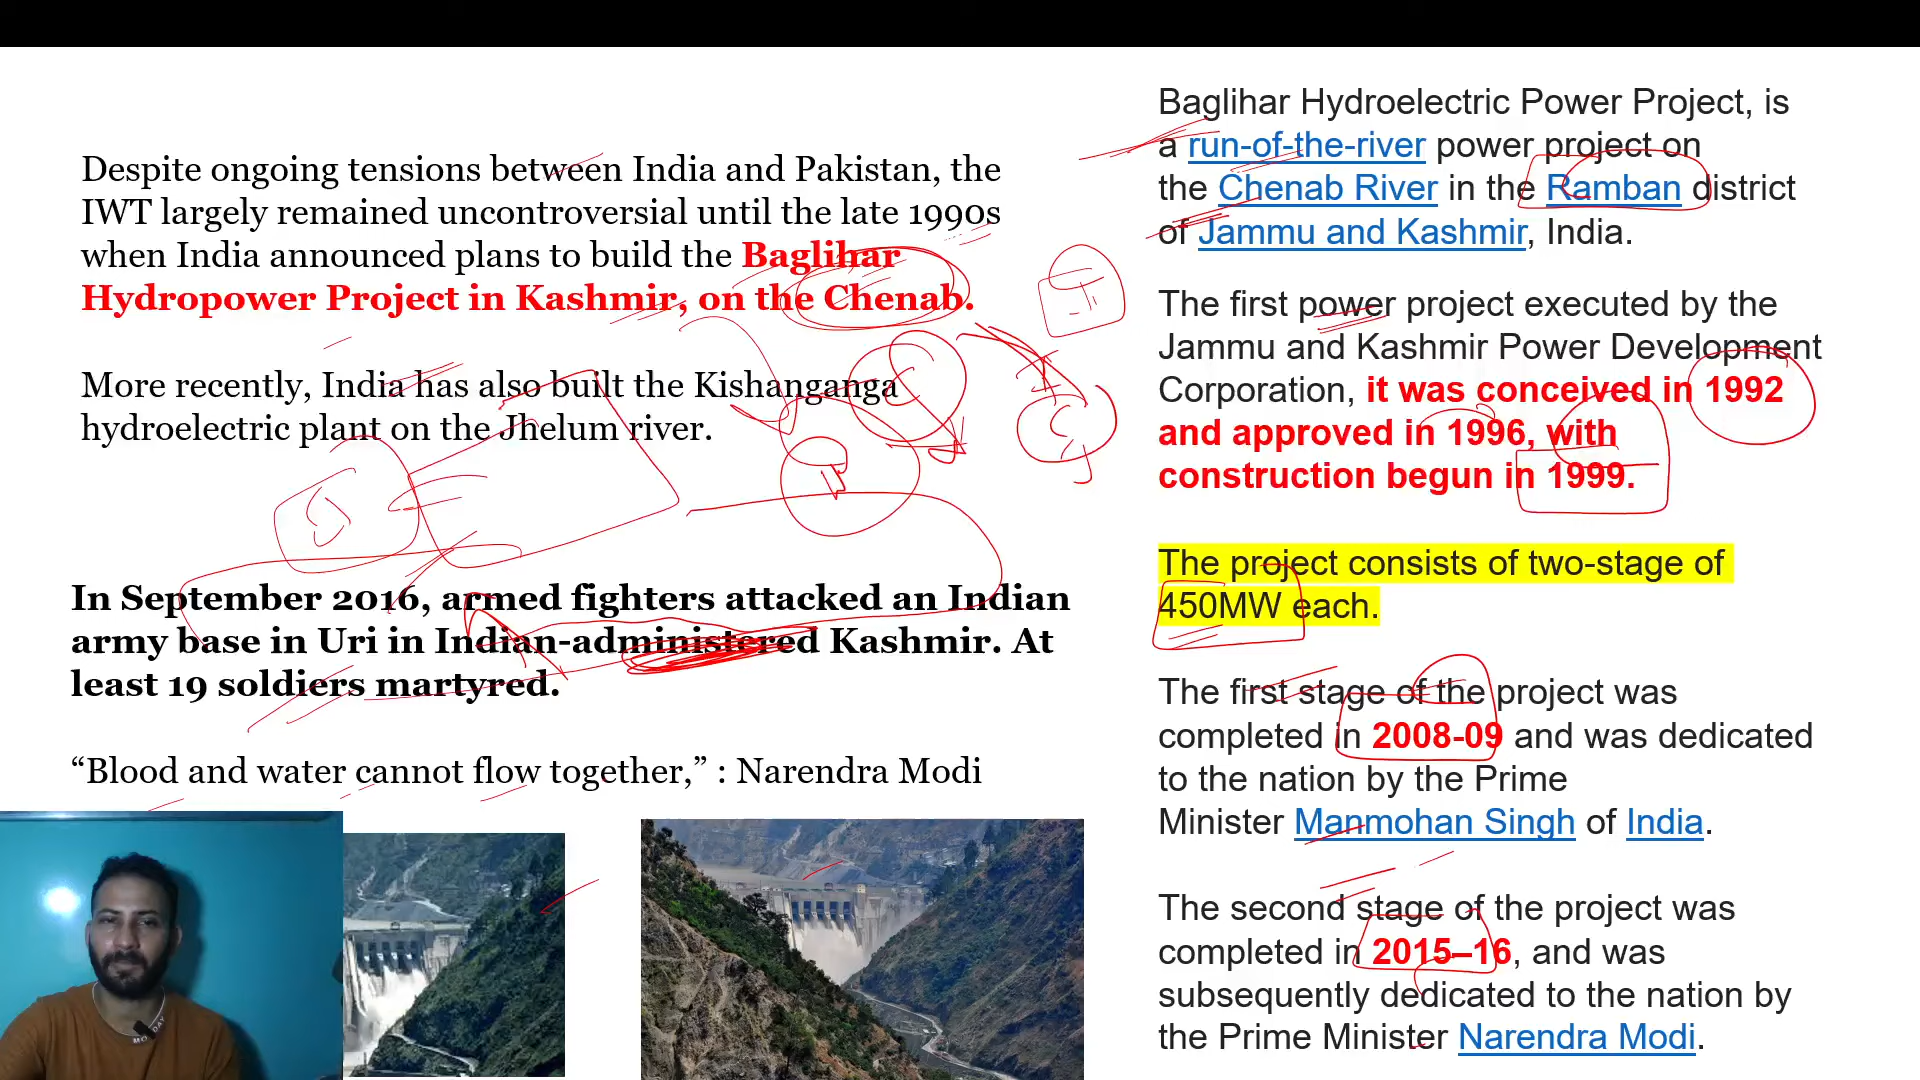 Despite ongoing tensions between India and Pakistan, the
IWT largely remained uncontroversial until the late 1990s
when India announced plans to build the Baglihar
Hydropower Project in Kashmir, on the Chenab.
More recently, India has also built the Kishanganga
hydroelectric plant on the Jhelum river.
In September 2016, armed fighters attacked an Indian
army base in Uri in Indian-administered Kashmir. At
least 19 soldiers martyred.
“Blood and water cannot flow together,” : Narendra Modi
Baglihar Hydroelectric Power Project, is
a run-of-the-river power project on
the Chenab River in the Ramban district
of Jammu and Kashmir, India.
The first power project executed by the
Jammu and Kashmir Power Development
Corporation, it was conceived in 1992
and approved in 1996, with
construction begun in 1999.
The project consists of two-stage of
450MW each.
The first stage of the project was
completed in 2008-09 and was dedicated
to the nation by the Prime
Minister Manmohan Singh of India.
The second stage of the project was
completed in 2015–16, and was
subsequently dedicated to the nation by
the Prime Minister Narendra Modi.